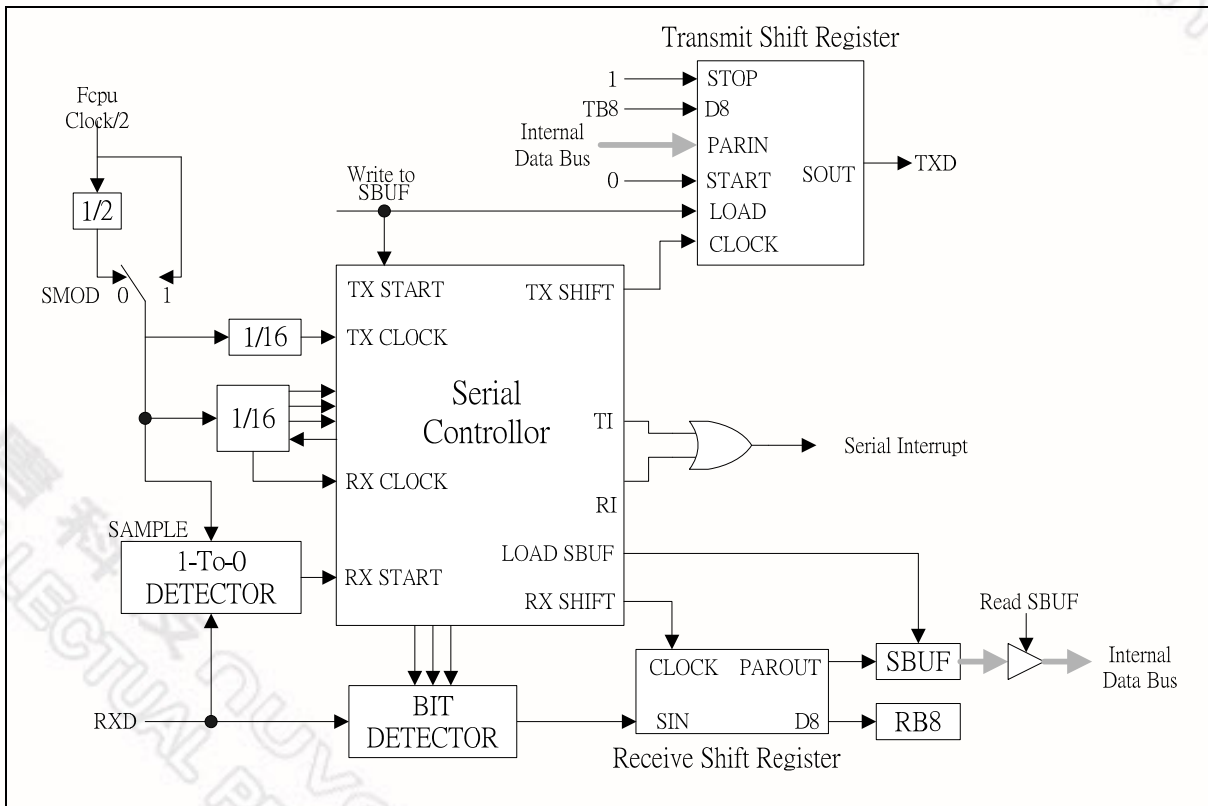 Transmit Shift Register
1
STOP
TB8
D8
Internal
Data Bus
PARIN
0
START
SOUT
TXD
LOAD
CLOCK
Fcpu
Clock/2
1/2
SMOD 0 1
Write to
SBUF
TX START
TX SHIFT
1/16
TX CLOCK
1/16
Serial
Controllor
TI
Serial Interrupt
RX CLOCK
RI
SAMPLE
1-To-0
DETECTOR
RX START
LOAD SBUF
RX SHIFT
Read SBUF
CLOCK
PAROUT
SBUF
Internal
Data Bus
RXD
BIT
DETECTOR
SIN
D8
RB8
Receive Shift Register